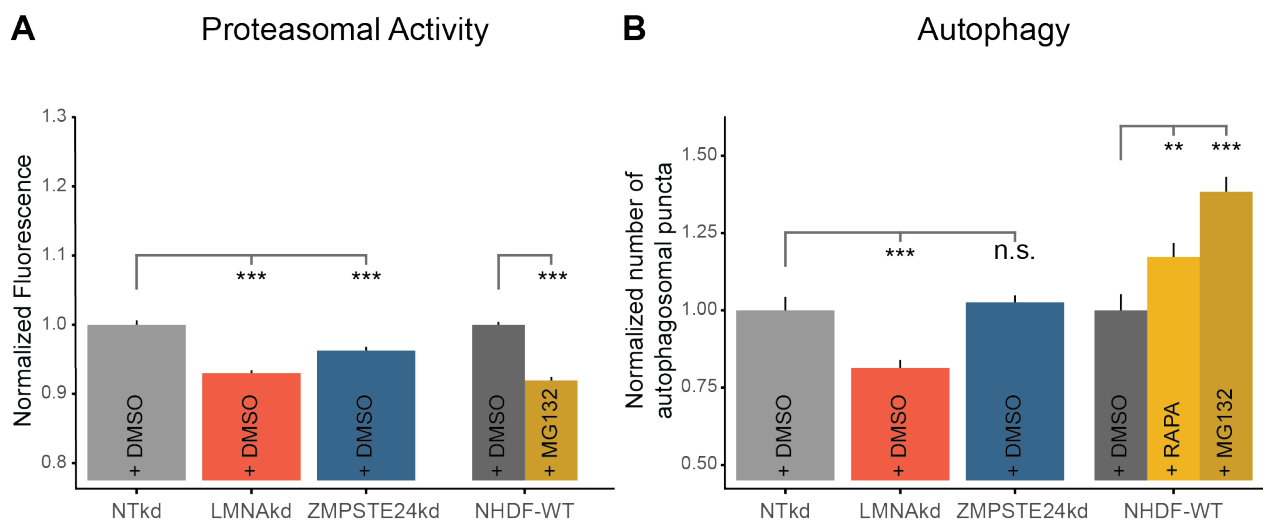 A
Proteasomal Activity
Normalized Fluorescence
1.3
1.2
1.1
1.0
0.9
0.8
*** ***
***
+ DMSO
+ DMSO
+ DMSO
+ DMSO
+ MG132
NTkd LMNAkd ZMPSTE24kd NHDF-WT
B
Autophagy
Normalized number of
autophagosomal puncta
1.50
1.25
1.00
0.75
0.50
*** n.s.
** ***
+ DMSO
+ DMSO
+ DMSO
+ DMSO
+ RAPA
+ MG132
NTkd LMNAkd ZMPSTE24kd NHDF-WT